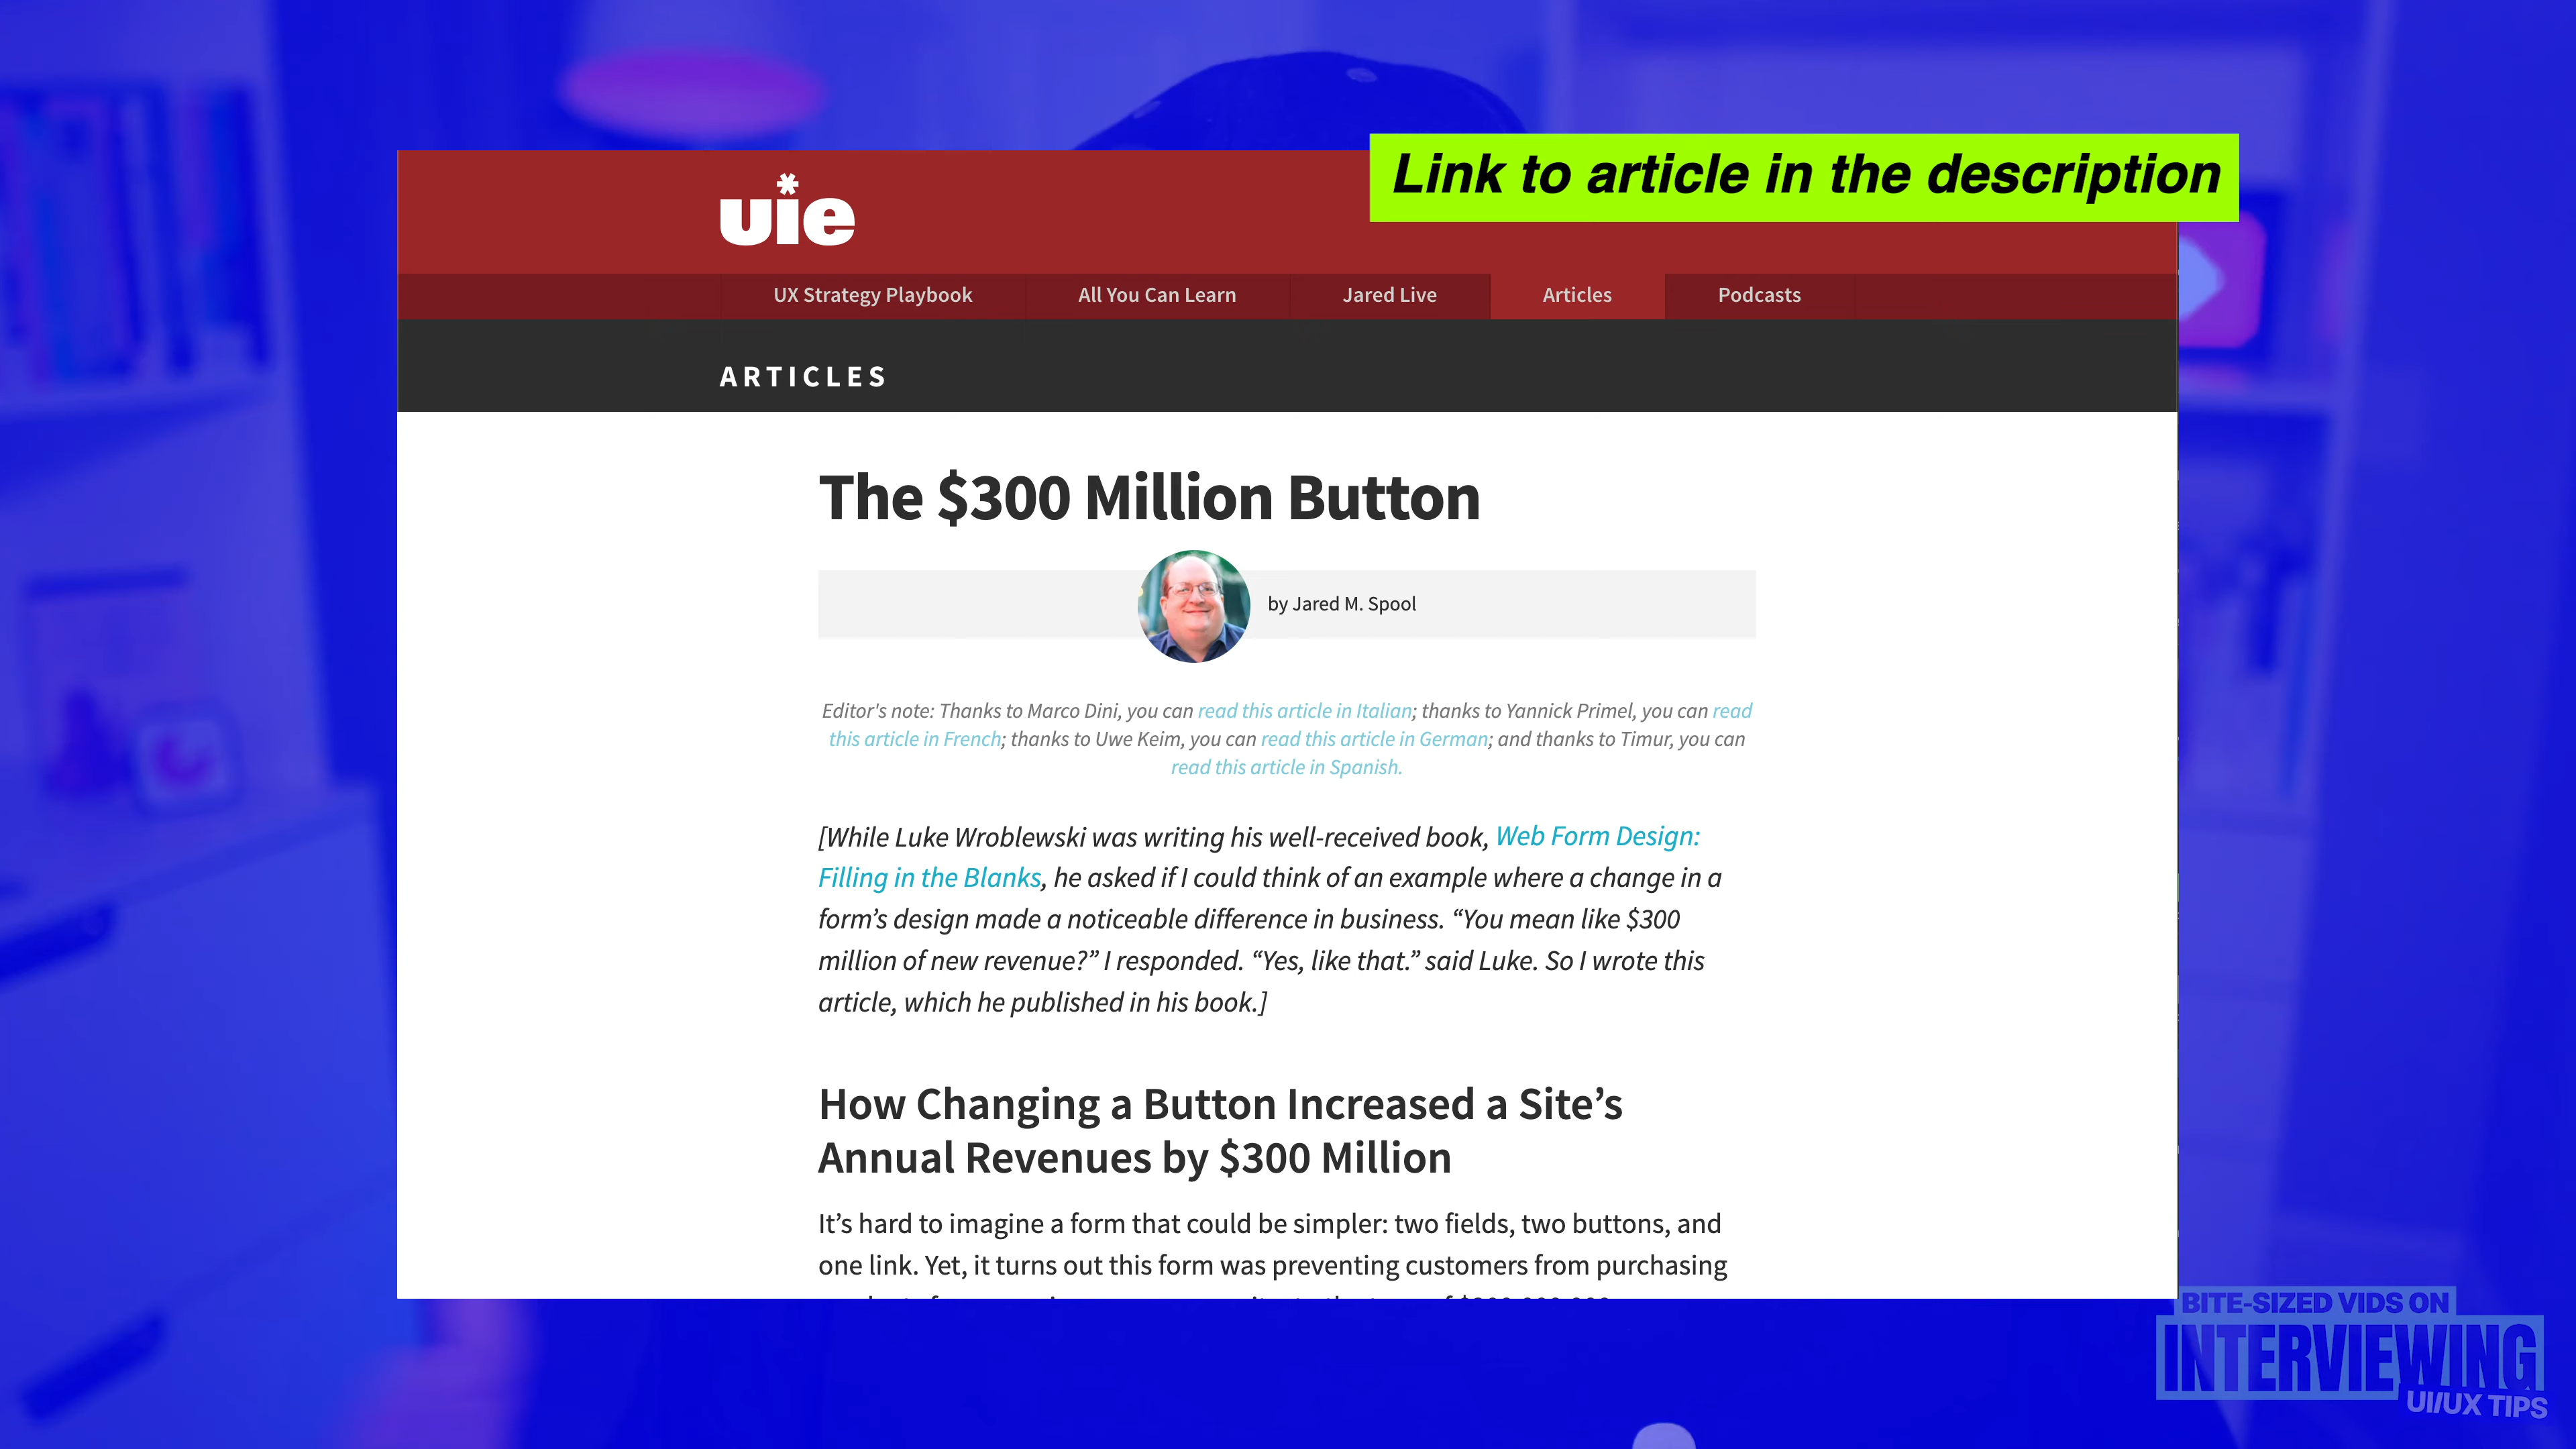 Link to article in the description
uie
UX Strategy Playbook
All You Can Learn
Jared Live
Articles
Podcasts
ARTICLES
The $300 Million Button
by Jared M. Spool
Editor's note: Thanks to Marco Dini, you can read this article in Italian; thanks to Yannick Primel, you can read
this article in French; thanks to Uwe Keim, you can read this article in German; and thanks to Timur, you can
read this article in Spanish.
[While Luke Wroblewski was writing his well-received book, Web Form Design:
Filling in the Blanks, he asked if I could think of an example where a change in a
form’s design made a noticeable difference in business. “You mean like $300
million of new revenue?” I responded. “Yes, like that.” said Luke. So I wrote this
article, which he published in his book.]
How Changing a Button Increased a Site’s
Annual Revenues by $300 Million
It’s hard to imagine a form that could be simpler: two fields, two buttons, and
one link. Yet, it turns out this form was preventing customers from purchasing
BITE-SIZED VIDS ON
INTERVIEWING
UI/UX TIPS